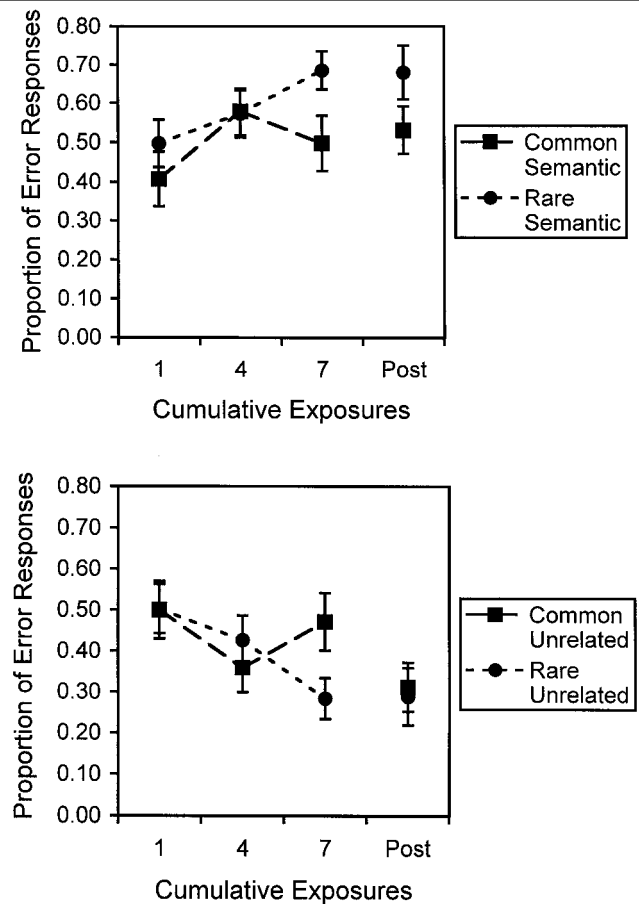 Proportion of Error Responses
0.80
0.70
0.60
0.50
0.40
0.30
0.20
0.10
0.00
1 4 7 Post
Cumulative Exposures
Common
Semantic
Rare
Semantic
Proportion of Error Responses
0.80
0.70
0.60
0.50
0.40
0.30
0.20
0.10
0.00
1 4 7 Post
Cumulative Exposures
Common
Unrelated
Rare
Unrelated